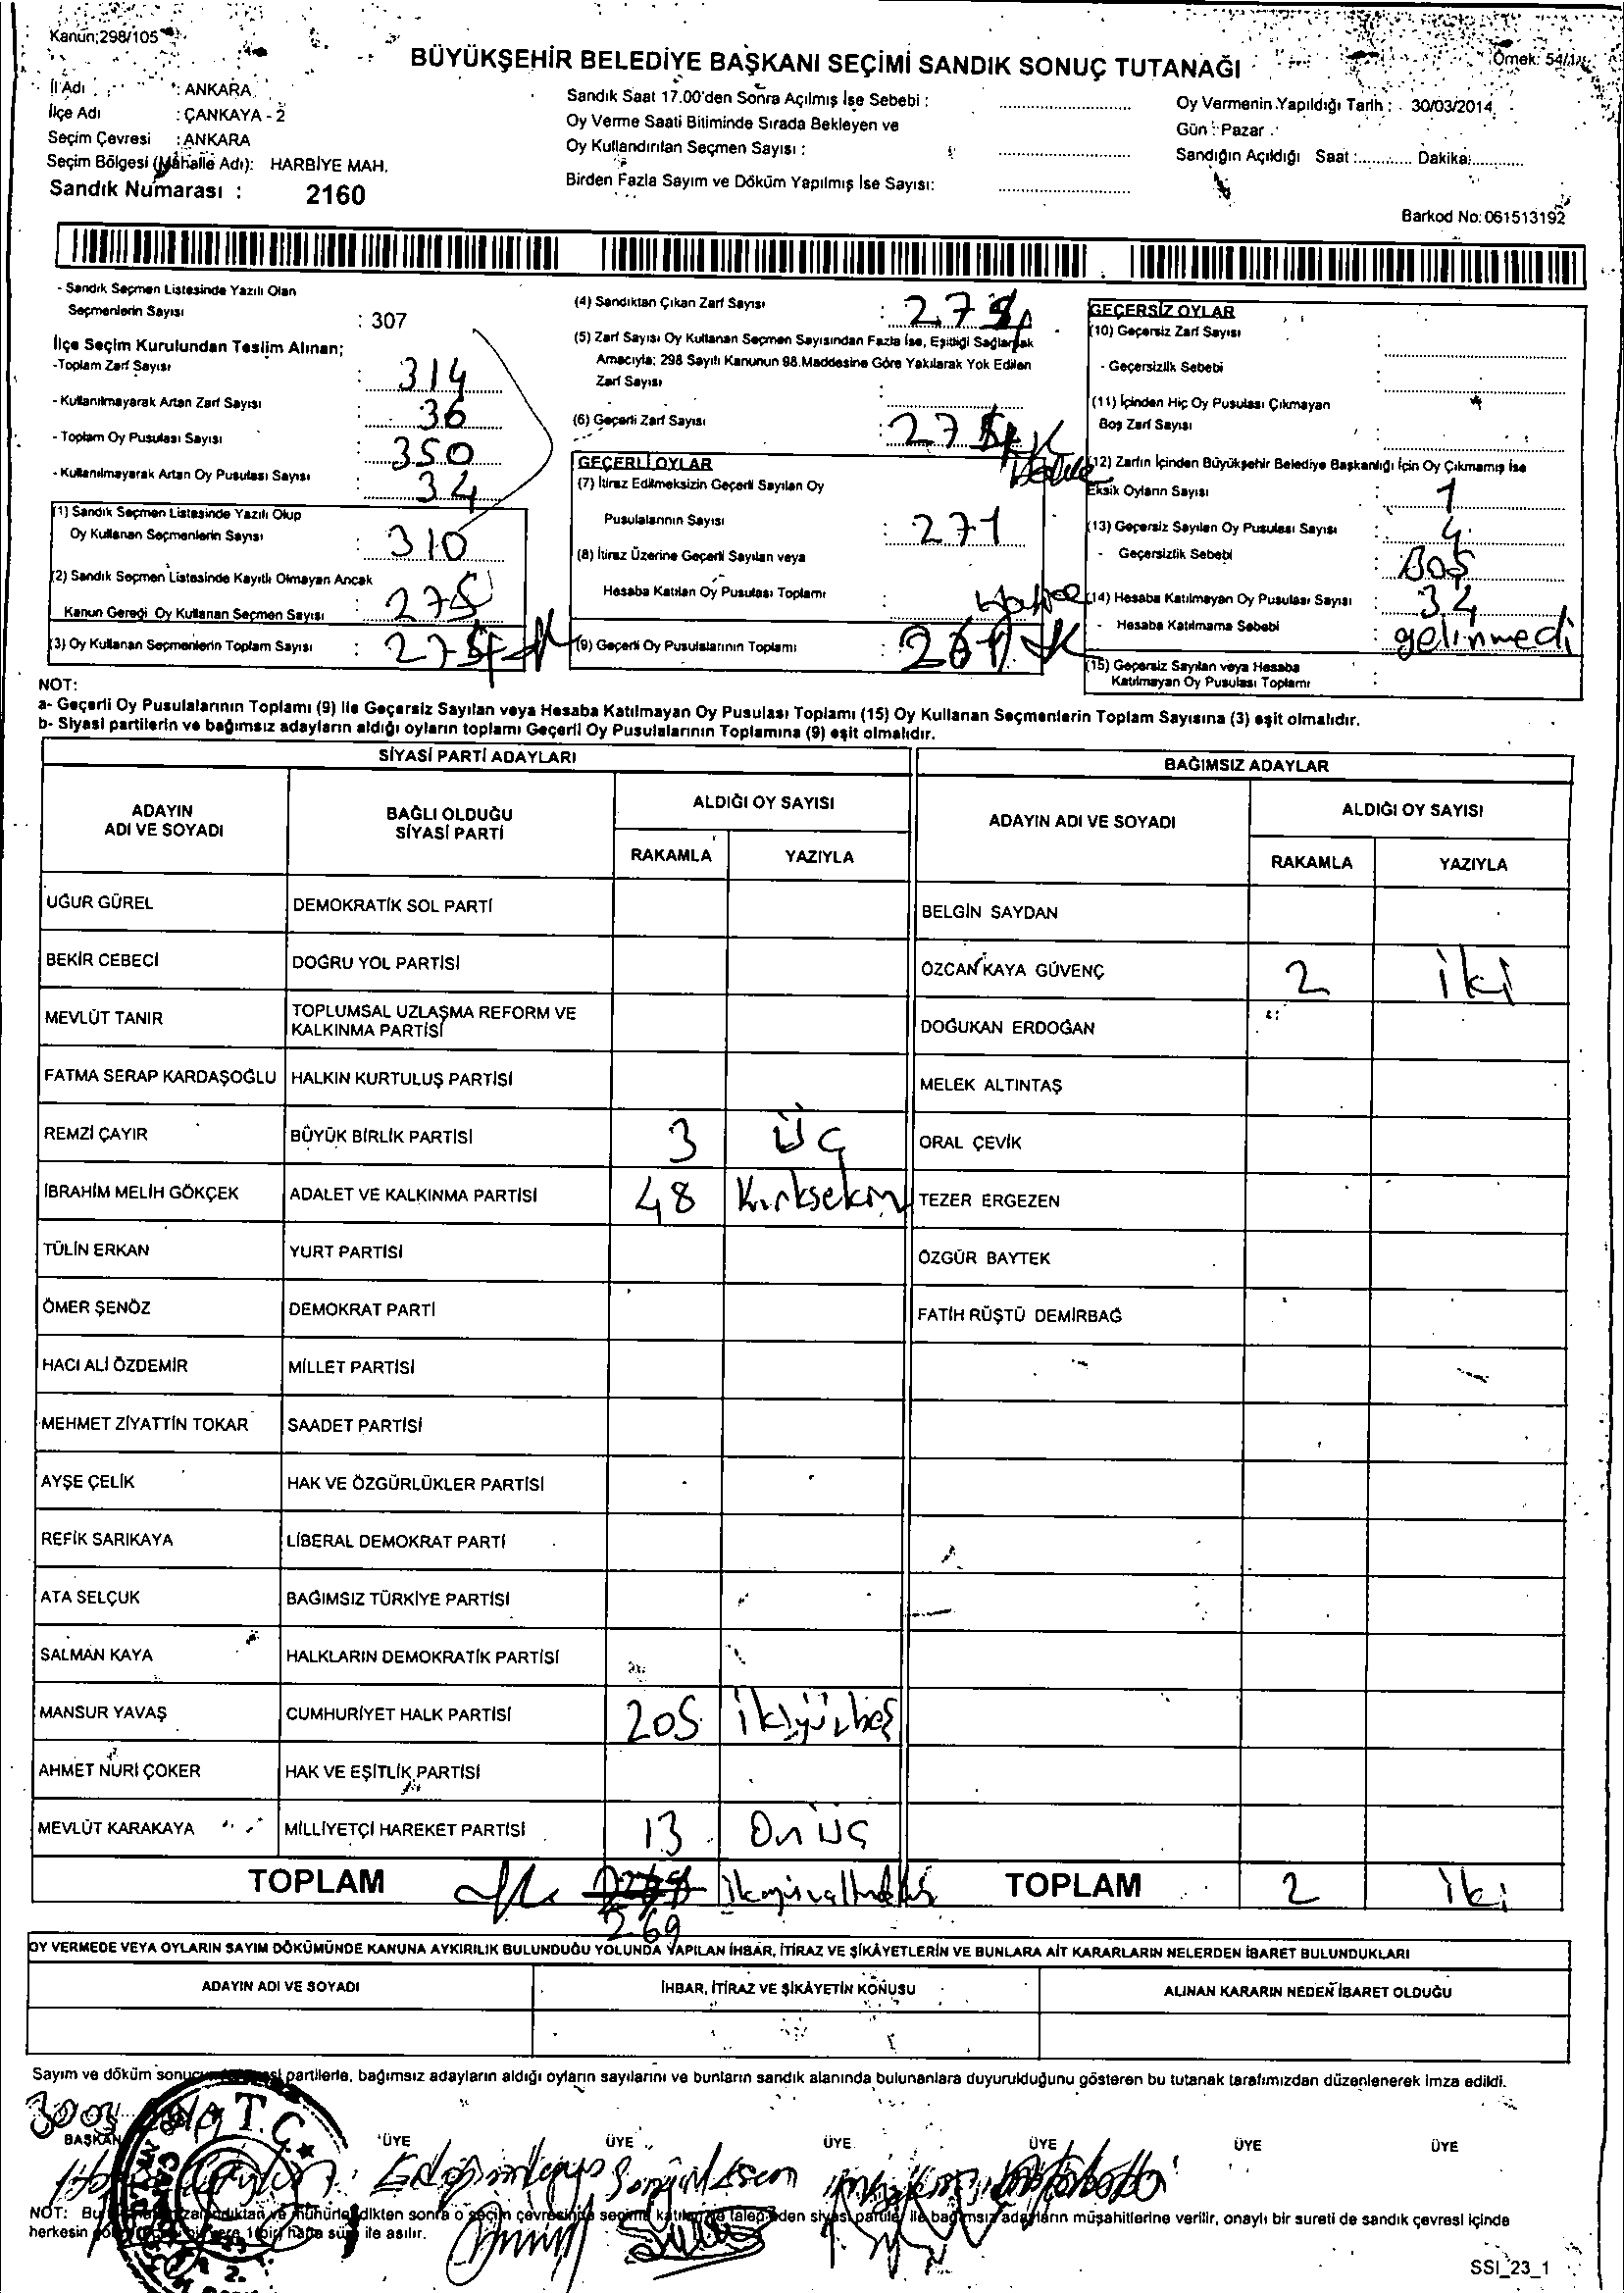 Kanun;298/105
Örnek: 54/1
BÜYÜKŞEHİR BELEDİYE BAŞKANI SEÇİMİ SANDIK SONUÇ TUTANAĞI
İl Adı : ANKARA
İlçe Adı : ÇANKAYA - 2
Seçim Çevresi : ANKARA
Seçim Bölgesi (Mahalle Adı): HARBİYE MAH.
Sandık Numarası : 2160
Sandık Saat 17.00'den Sonra Açılmış İse Sebebi :
Oy Verme Saati Bitiminde Sırada Bekleyen ve
Oy Kullandırılan Seçmen Sayısı :
Birden Fazla Sayım ve Döküm Yapılmış İse Sayısı:
Oy Vermenin Yapıldığı Tarih : 30/03/2014
Gün : Pazar
Sandığın Açıldığı Saat :............ Dakika:............
Barkod No: 061513192
- Sandık Seçmen Listesinde Yazılı Olan
Seçmenlerin Sayısı : 307
İlçe Seçim Kurulundan Teslim Alınan;
-Toplam Zarf Sayısı : 314
- Kullanılmayarak Artan Zarf Sayısı : 36
- Toplam Oy Pusulası Sayısı : 350
- Kullanılmayarak Artan Oy Pusulası Sayısı : 34
(1) Sandık Seçmen Listesinde Yazılı Olup
Oy Kullanan Seçmenlerin Sayısı : 310
(2) Sandık Seçmen Listesinde Kayıtlı Olmayan Ancak
Kanun Gereği Oy Kullanan Seçmen Sayısı : 275
(3) Oy Kullanan Seçmenlerin Toplam Sayısı : 275
(4) Sandıktan Çıkan Zarf Sayısı :
(5) Zarf Sayısı Oy Kullanan Seçmen Sayısından Fazla İse, Eşitliği Sağlamak
Amacıyla; 298 Sayılı Kanunun 98.Maddesine Göre Yakılarak Yok Edilen
Zarf Sayısı :
(6) Geçerli Zarf Sayısı :
GEÇERLİ OYLAR
(7) İtiraz Edilmeksizin Geçerli Sayılan Oy
Pusulalarının Sayısı : 271
(8) İtiraz Üzerine Geçerli Sayılan veya
Hesaba Katılan Oy Pusulası Toplamı :
(9) Geçerli Oy Pusulalarının Toplamı :
GEÇERSİZ OYLAR
(10) Geçersiz Zarf Sayısı :
- Geçersizlik Sebebi :
(11) İçinden Hiç Oy Pusulası Çıkmayan
Boş Zarf Sayısı :
(12) Zarfın İçinden Büyükşehir Belediye Başkanlığı İçin Oy Çıkmamış İse
Eksik Oyların Sayısı : 1
(13) Geçersiz Sayılan Oy Pusulası Sayısı : 4
- Geçersizlik Sebebi : Boş
(14) Hesaba Katılmayan Oy Pusulası Sayısı : 34
- Hesaba Katılmama Sebebi : gelinmedi
(15) Geçersiz Sayılan veya Hesaba
Katılmayan Oy Pusulası Toplamı :
NOT:
a- Geçerli Oy Pusulalarının Toplamı (9) ile Geçersiz Sayılan veya Hesaba Katılmayan Oy Pusulası Toplamı (15) Oy Kullanan Seçmenlerin Toplam Sayısına (3) eşit olmalıdır.
b- Siyasi partilerin ve bağımsız adayların aldığı oyların toplamı Geçerli Oy Pusulalarının Toplamına (9) eşit olmalıdır.
SİYASİ PARTİ ADAYLARI BAĞIMSIZ ADAYLAR
ADAYIN ADI VE SOYADI BAĞLI OLDUĞU SİYASİ PARTİ ALDIĞI OY SAYISI ADAYIN ADI VE SOYADI ALDIĞI OY SAYISI
RAKAMLA YAZIYLA RAKAMLA YAZIYLA
UĞUR GÜREL DEMOKRATİK SOL PARTİ BELGİN SAYDAN
BEKİR CEBECİ DOĞRU YOL PARTİSİ ÖZCAN KAYA GÜVENÇ 2 iki
MEVLÜT TANIR TOPLUMSAL UZLAŞMA REFORM VE KALKINMA PARTİSİ DOĞUKAN ERDOĞAN
FATMA SERAP KARDAŞOĞLU HALKIN KURTULUŞ PARTİSİ MELEK ALTINTAŞ
REMZİ ÇAYIR BÜYÜK BİRLİK PARTİSİ 3 ÜÇ ORAL ÇEVİK
İBRAHİM MELİH GÖKÇEK ADALET VE KALKINMA PARTİSİ 48 Kırksekiz TEZER ERGEZEN
TÜLİN ERKAN YURT PARTİSİ ÖZGÜR BAYTEK
ÖMER ŞENÖZ DEMOKRAT PARTİ FATİH RÜŞTÜ DEMİRBAĞ
HACI ALİ ÖZDEMİR MİLLET PARTİSİ
MEHMET ZİYATTİN TOKAR SAADET PARTİSİ
AYŞE ÇELİK HAK VE ÖZGÜRLÜKLER PARTİSİ
REFİK SARIKAYA LİBERAL DEMOKRAT PARTİ
ATA SELÇUK BAĞIMSIZ TÜRKİYE PARTİSİ
SALMAN KAYA HALKLARIN DEMOKRATİK PARTİSİ
MANSUR YAVAŞ CUMHURİYET HALK PARTİSİ 205 ikiyüzbeş
AHMET NURİ ÇOKER HAK VE EŞİTLİK PARTİSİ
MEVLÜT KARAKAYA MİLLİYETÇİ HAREKET PARTİSİ 13 Onüç
TOPLAM 269 TOPLAM 2 iki
OY VERMEDE VEYA OYLARIN SAYIM DÖKÜMÜNDE KANUNA AYKIRILIK BULUNDUĞU YOLUNDA YAPILAN İHBAR, İTİRAZ VE ŞİKÂYETLERİN VE BUNLARA AİT KARARLARIN NELERDEN İBARET BULUNDUKLARI
ADAYIN ADI VE SOYADI İHBAR, İTİRAZ VE ŞİKÂYETİN KONUSU ALINAN KARARIN NEDEN İBARET OLDUĞU
Sayım ve döküm partilerle, bağımsız adayların aldığı oyların sayılarını ve bunların sandık alanında bulunanlara duyurulduğunu gösteren bu tutanak tarafımızdan düzenlenerek imza edildi.
T.C.
BAŞKAN ÜYE ÜYE ÜYE ÜYE ÜYE ÜYE
NOT: Bu dikten sonra o seçim çevresinde seçime katılan ve talep eden siyasi partiler ile bağımsız adayların müşahitlerine verilir, onaylı bir sureti de sandık çevresi içinde
herkesin hafta süre ile asılır.
SSI_23_1